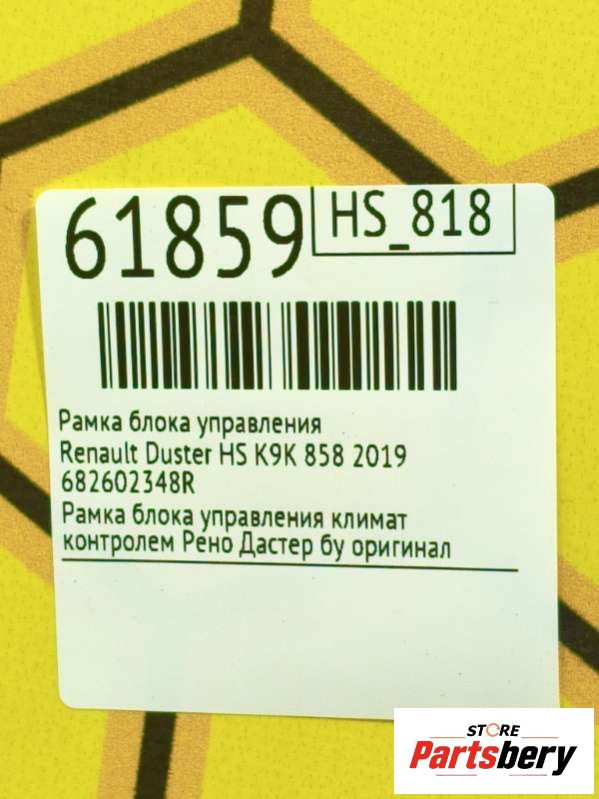 61859
HS_818
Рамка блока управления
Renault Duster HS K9K 858 2019
682602348R
Рамка блока управления климат
контролем Рено Дастер бу оригинал
STORE
Partsbery